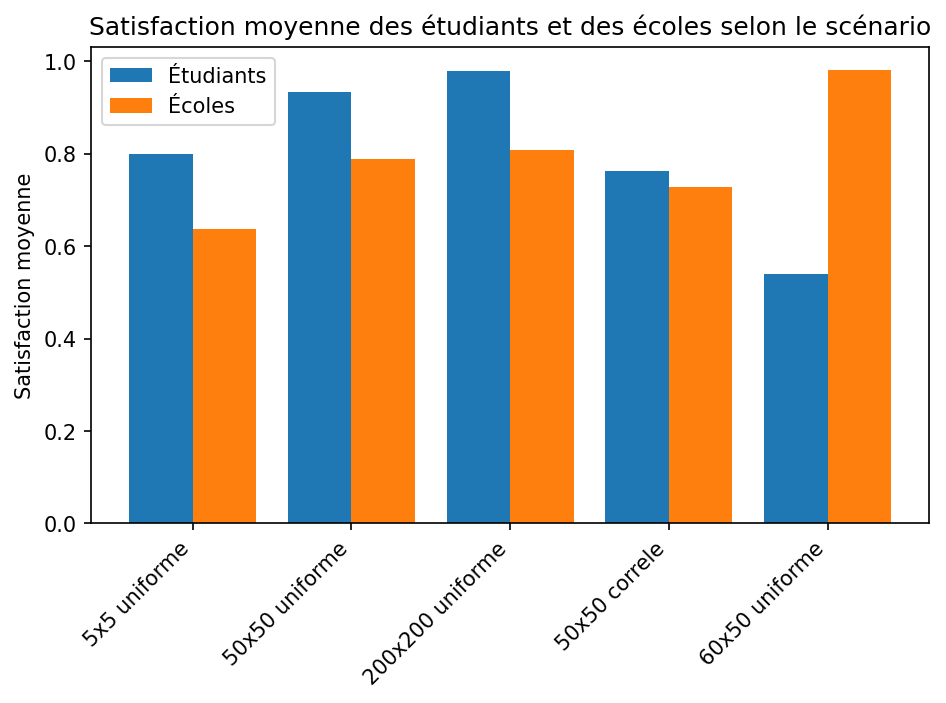 Satisfaction moyenne des étudiants et des écoles selon le scénario
Étudiants
Écoles
Satisfaction moyenne
1.0
0.8
0.6
0.4
0.2
0.0
5x5 uniforme
50x50 uniforme
200x200 uniforme
50x50 correle
60x50 uniforme